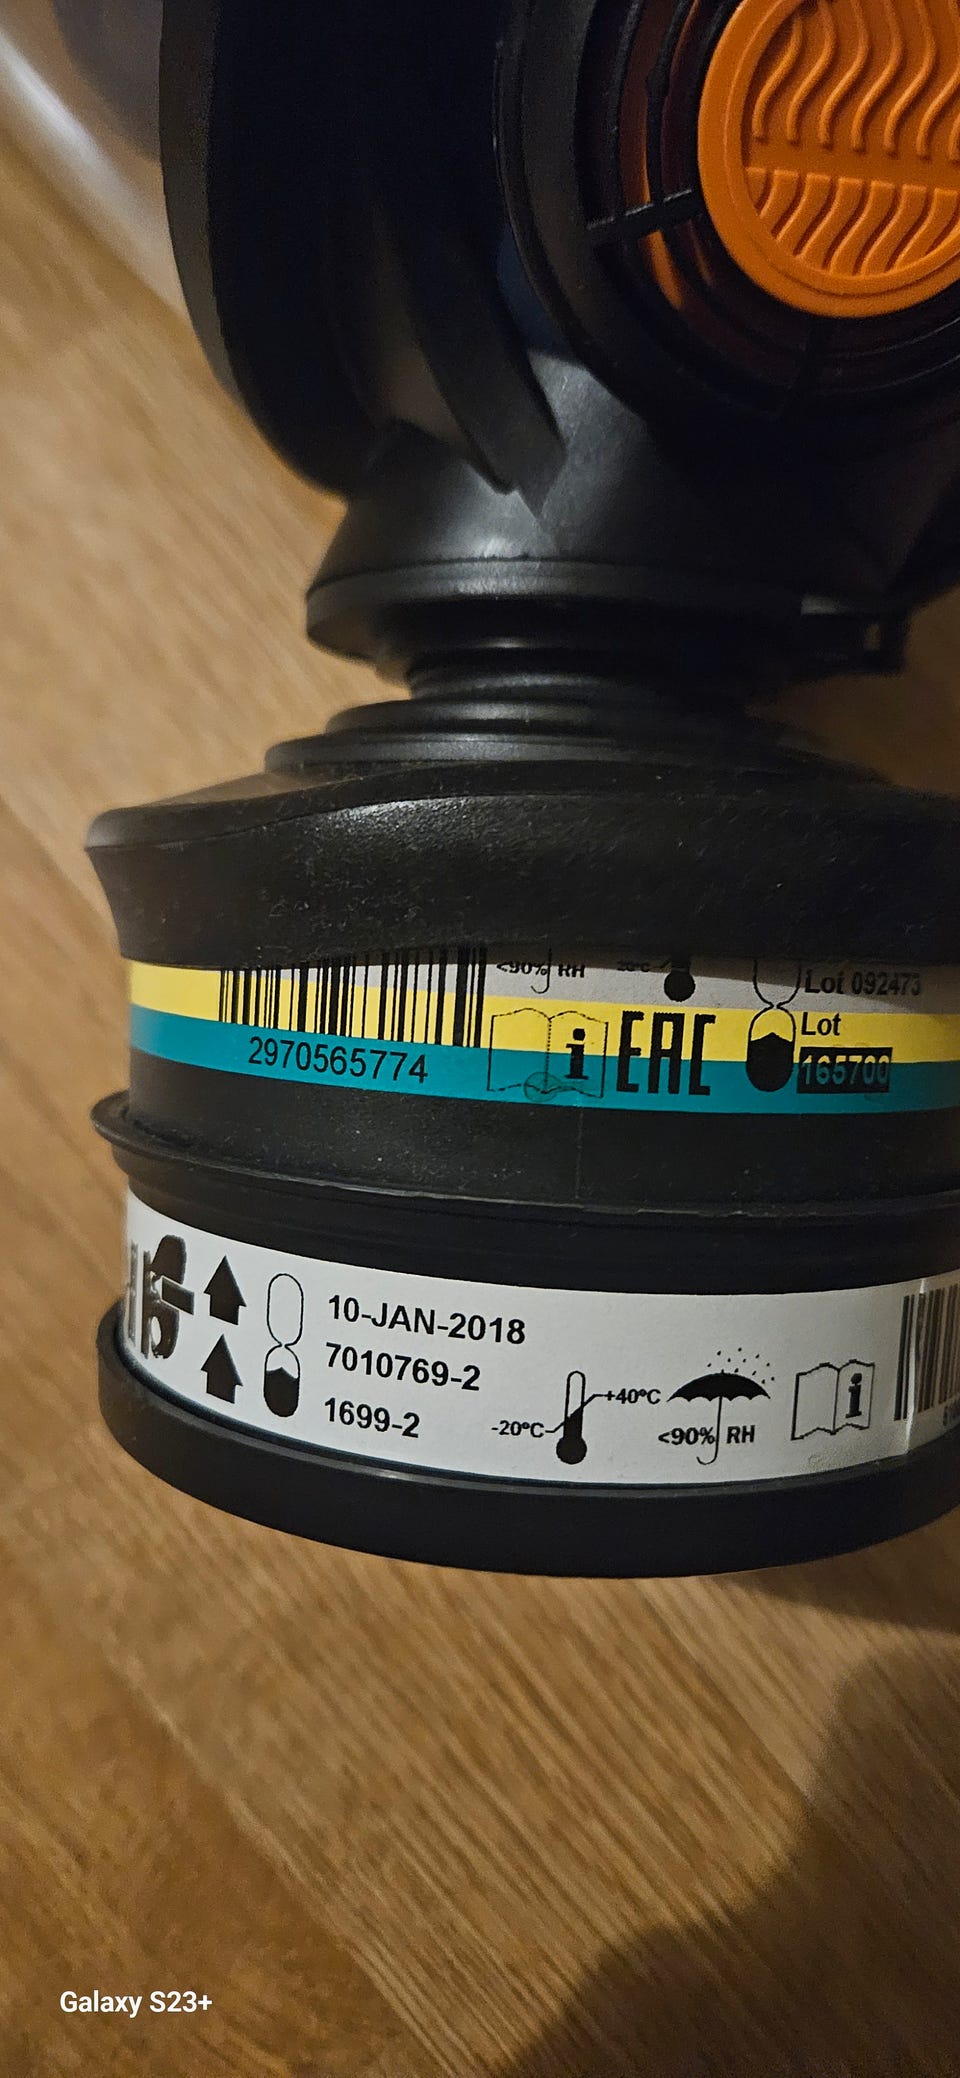 <90% RH
Lot 092473
Lot
165700
2970565774
i EAC
10-JAN-2018
7010769-2
1699-2
-20°C
+40°C
<90% RH
i
Galaxy S23+